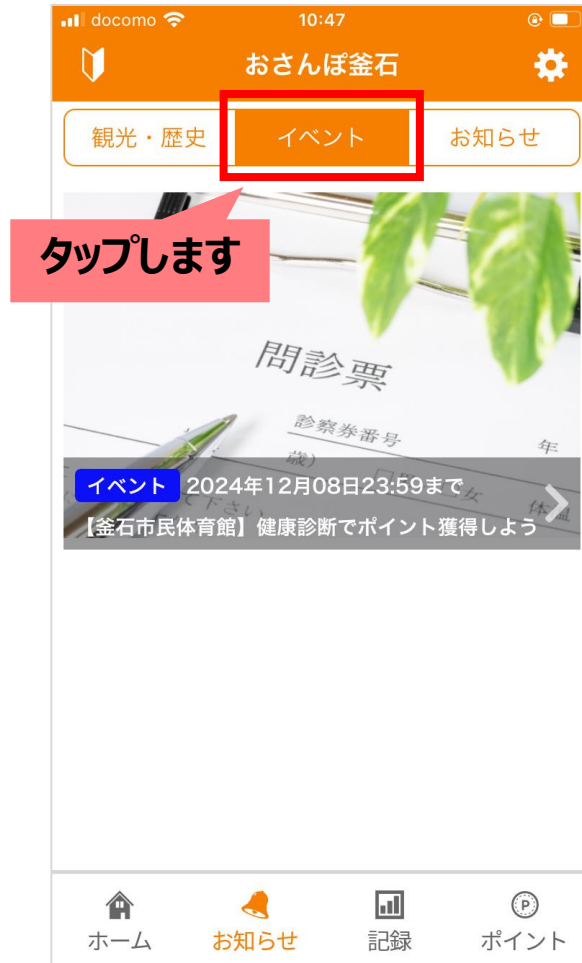 docomo 10:47
おさんぽ釜石
観光・歴史 イベント お知らせ
タップします
問診票
診察券番号
年
歳)
女
体温
イベント 2024年12月08日23:59まで
【釜石市民体育館】健康診断でポイント獲得しよう
ホーム お知らせ 記録 ポイント